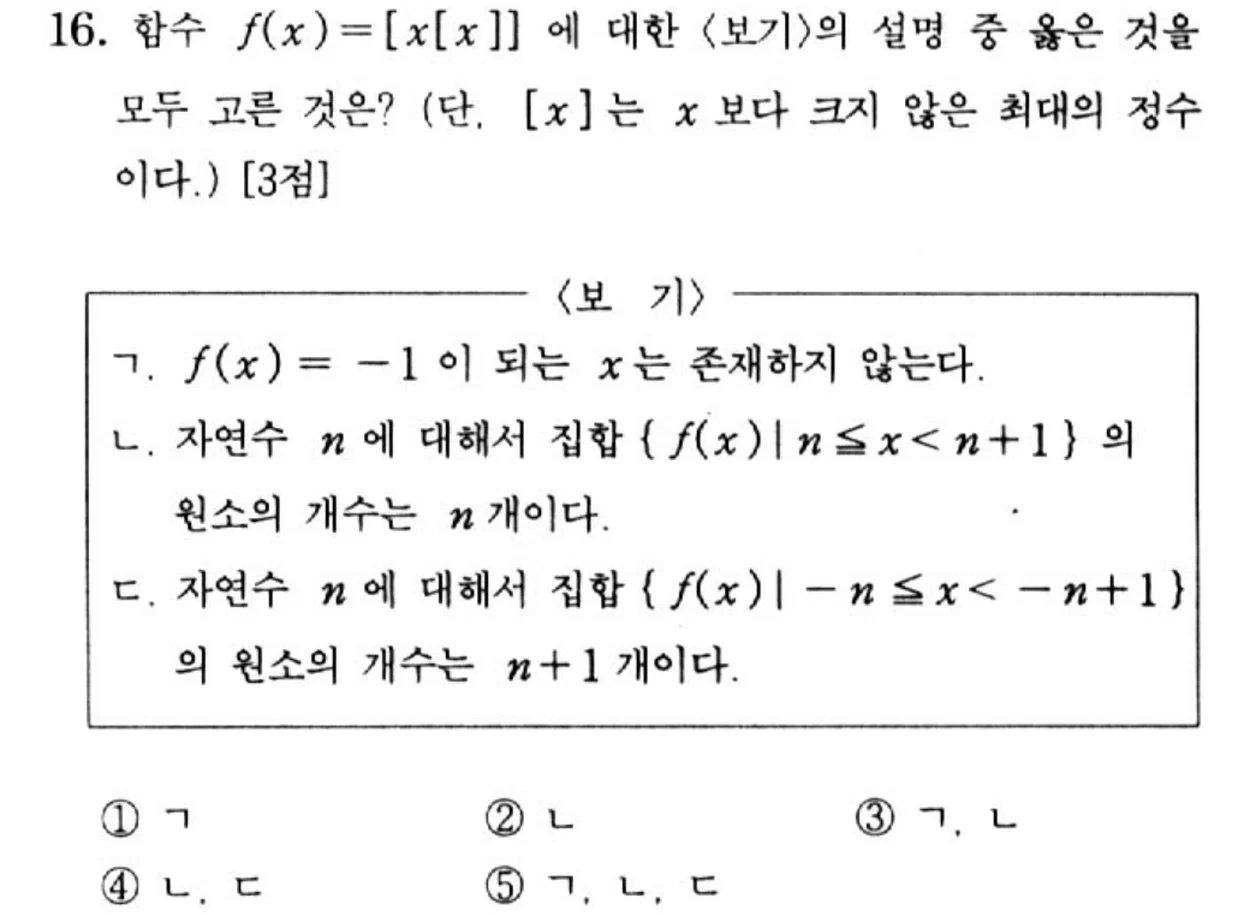 16. 함수 f(x)=[x[x]] 에 대한 〈보기〉의 설명 중 옳은 것을
모두 고른 것은? (단, [x]는 x 보다 크지 않은 최대의 정수
이다.) [3점]
〈보 기〉
ㄱ. f(x)= -1 이 되는 x는 존재하지 않는다.
ㄴ. 자연수 n에 대해서 집합 { f(x)| n≦x<n+1 } 의
원소의 개수는 n개이다.
ㄷ. 자연수 n에 대해서 집합 { f(x)| -n≦x< -n+1 }
의 원소의 개수는 n+1 개이다.
① ㄱ ② ㄴ ③ ㄱ, ㄴ
④ ㄴ, ㄷ ⑤ ㄱ, ㄴ, ㄷ